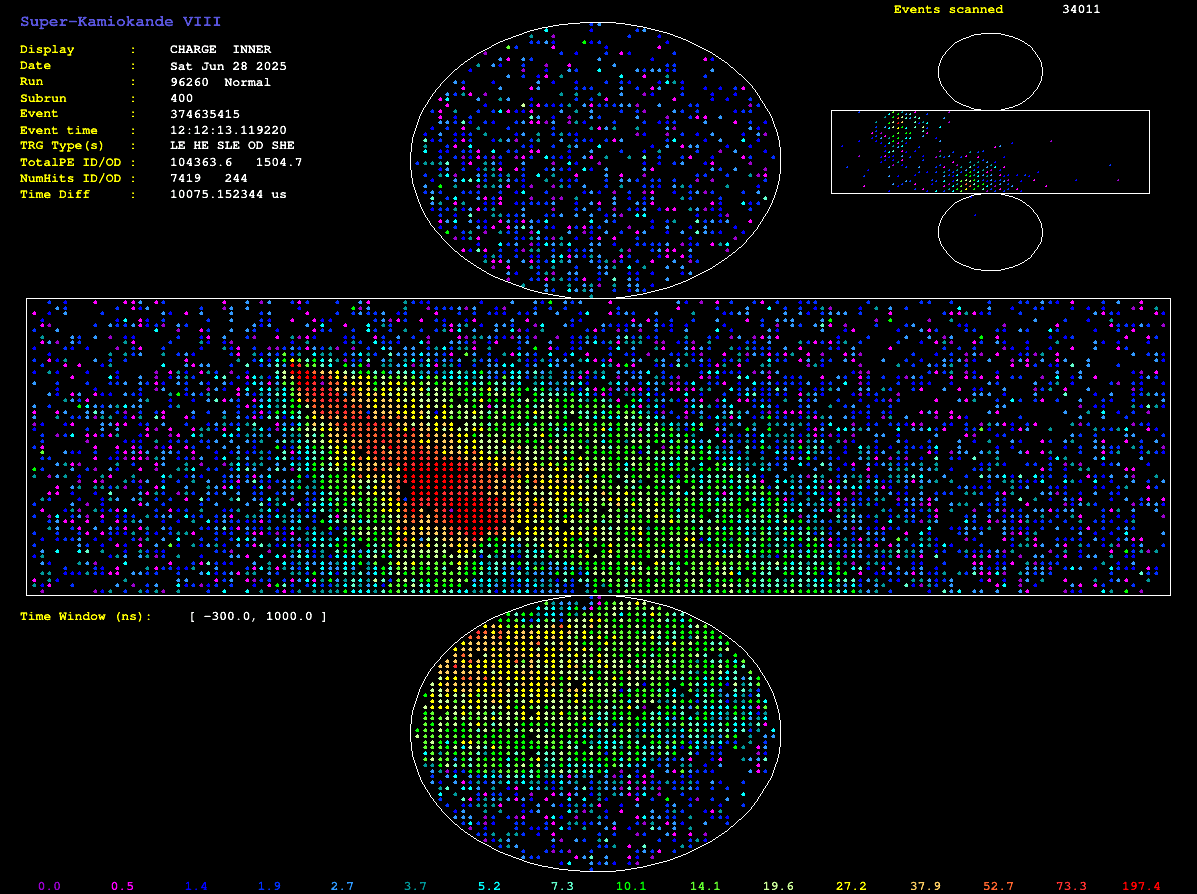 Super-Kamiokande VIII
Display : CHARGE INNER
Date : Sat Jun 28 2025
Run : 96260 Normal
Subrun : 400
Event : 374635415
Event time : 12:12:13.119220
TRG Type(s) : LE HE SLE OD SHE
TotalPE ID/OD : 104363.6 1504.7
NumHits ID/OD : 7419 244
Time Diff : 10075.152344 us
Events scanned 34011
Time Window (ns): [ -300.0, 1000.0 ]
0.0 0.5 1.4 1.9 2.7 3.7 5.2 7.3 10.1 14.1 19.6 27.2 37.9 52.7 73.3 197.4